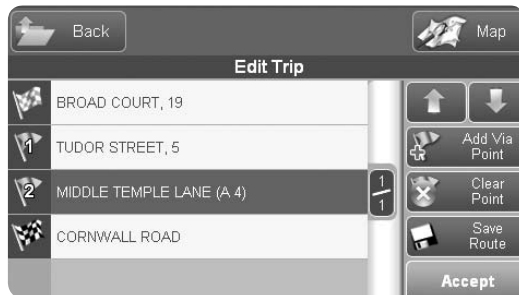 Back
Map
Edit Trip
BROAD COURT, 19
1 TUDOR STREET, 5
2 MIDDLE TEMPLE LANE (A 4)
CORNWALL ROAD
1
1
Add Via
Point
Clear
Point
Save
Route
Accept